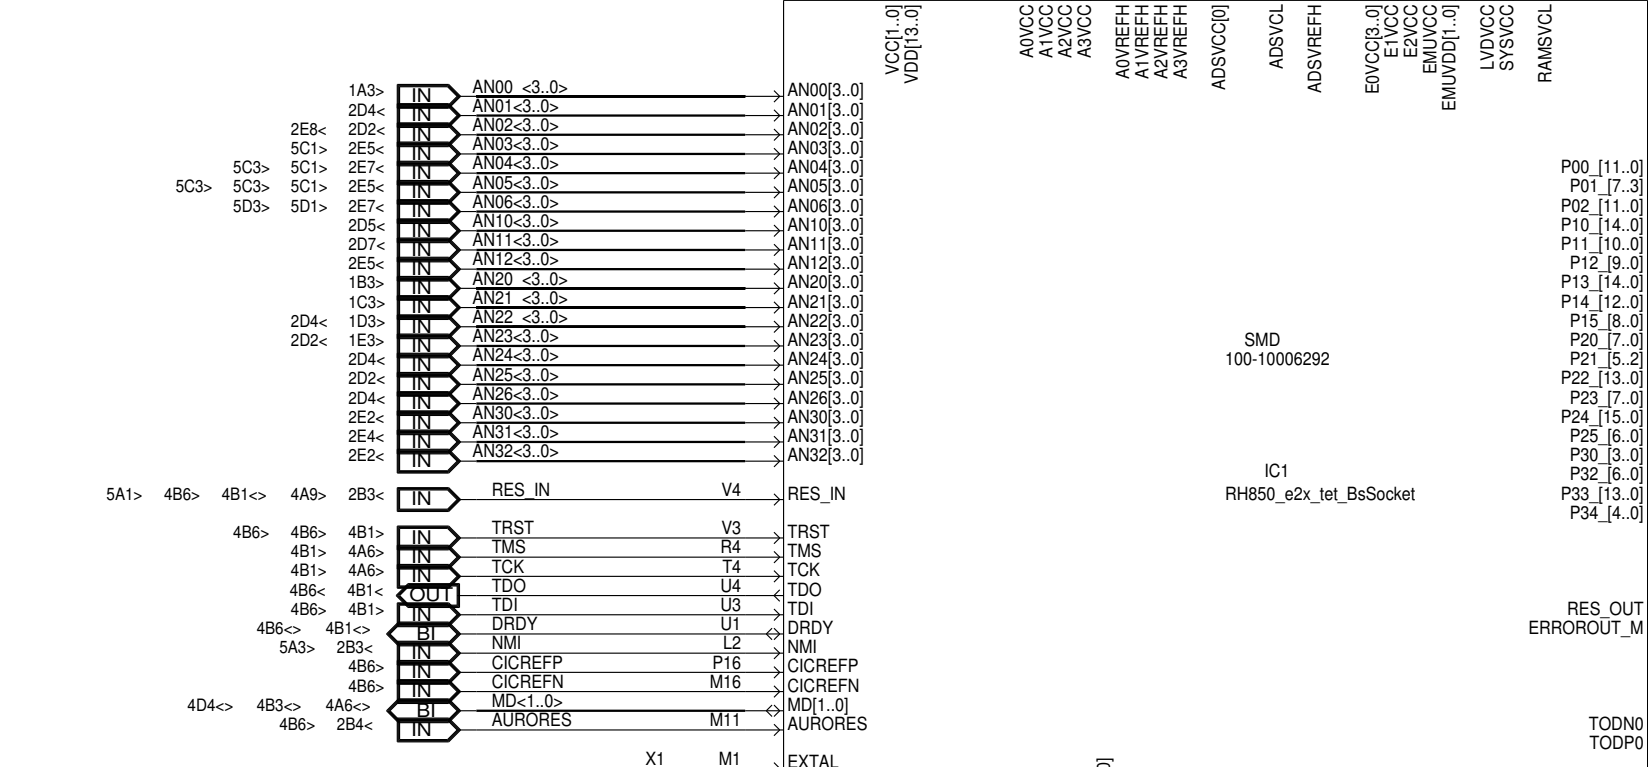 VCC[1..0] VDD[13..0] A0VCC A1VCC A2VCC A3VCC A0VREFH A1VREFH A2VREFH A3VREFH ADSVCC[0] ADSVCL ADSVREFH E0VCC[3..0] E1VCC E2VCC EMUVCC EMUVDD[1..0] LVDVCC SYSVCC RAMSVCL
1A3> IN AN00 <3..0> AN00[3..0]
2D4< IN AN01<3..0> AN01[3..0]
2E8< 2D2< IN AN02<3..0> AN02[3..0]
5C1> 2E5< IN AN03<3..0> AN03[3..0]
5C3> 5C1> 2E7< IN AN04<3..0> AN04[3..0] P00_[11..0]
5C3> 5C3> 5C1> 2E5< IN AN05<3..0> AN05[3..0] P01_[7..3]
5D3> 5D1> 2E7< IN AN06<3..0> AN06[3..0] P02_[11..0]
2D5< IN AN10<3..0> AN10[3..0] P10_[14..0]
2D7< IN AN11<3..0> AN11[3..0] P11_[10..0]
2E5< IN AN12<3..0> AN12[3..0] P12_[9..0]
1B3> IN AN20 <3..0> AN20[3..0] P13_[14..0]
1C3> IN AN21 <3..0> AN21[3..0] P14_[12..0]
2D4< 1D3> IN AN22 <3..0> AN22[3..0] P15_[8..0]
2D2< 1E3> IN AN23<3..0> AN23[3..0] SMD P20_[7..0]
2D4< IN AN24<3..0> AN24[3..0] 100-10006292 P21_[5..2]
2D2< IN AN25<3..0> AN25[3..0] P22_[13..0]
2D4< IN AN26<3..0> AN26[3..0] P23_[7..0]
2E2< IN AN30<3..0> AN30[3..0] P24_[15..0]
2E4< IN AN31<3..0> AN31[3..0] P25_[6..0]
2E2< IN AN32<3..0> AN32[3..0] P30_[3..0]
IC1 P32_[6..0]
5A1> 4B6> 4B1<> 4A9> 2B3< IN RES_IN V4 RES_IN RH850_e2x_tet_BsSocket P33_[13..0]
P34_[4..0]
4B6> 4B6> 4B1> IN TRST V3 TRST
4B1> 4A6> IN TMS R4 TMS
4B1> 4A6> IN TCK T4 TCK
4B6< 4B1< OUT TDO U4 TDO
4B6> 4B1> IN TDI U3 TDI RES_OUT
4B6<> 4B1<> BI DRDY U1 DRDY ERROROUT_M
5A3> 2B3< IN NMI L2 NMI
4B6> IN CICREFP P16 CICREFP
4B6> IN CICREFN M16 CICREFN
4D4<> 4B3<> 4A6<> BI MD<1..0> MD[1..0]
4B6> 2B4< IN AURORES M11 AURORES TODN0
TODP0
X1 M1 EXTAL